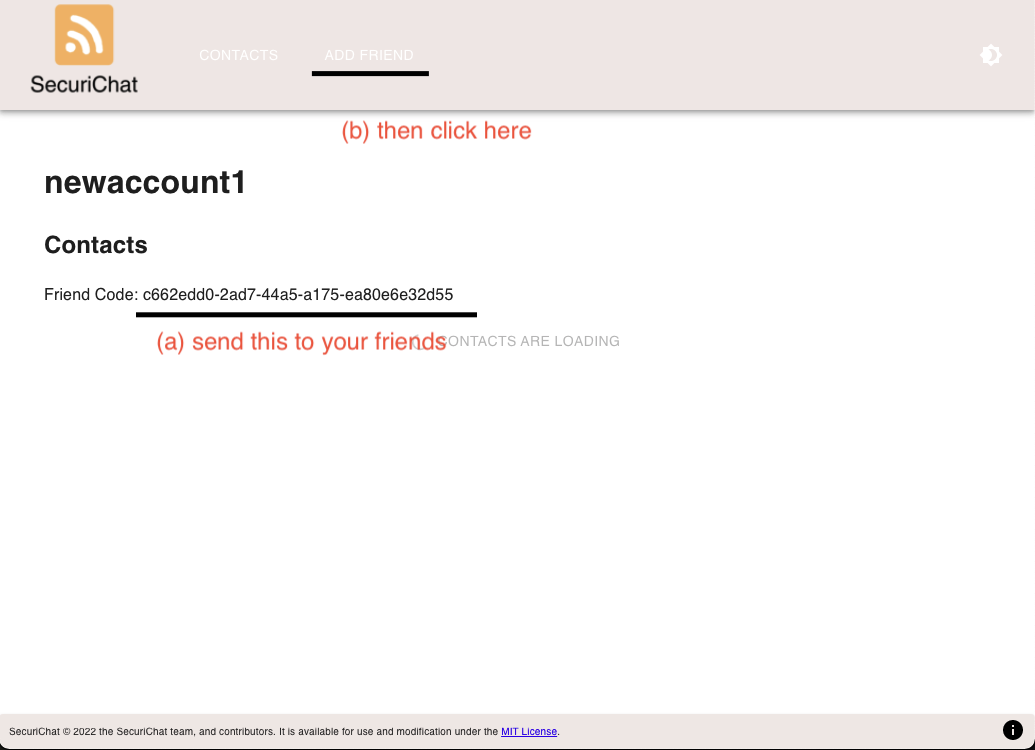 SecuriChat
CONTACTS
ADD FRIEND
(b) then click here
newaccount1
Contacts
Friend Code: c662edd0-2ad7-44a5-a175-ea80e6e32d55
(a) send this to your friends
CONTACTS ARE LOADING
SecuriChat © 2022 the SecuriChat team, and contributors. It is available for use and modification under the MIT License.